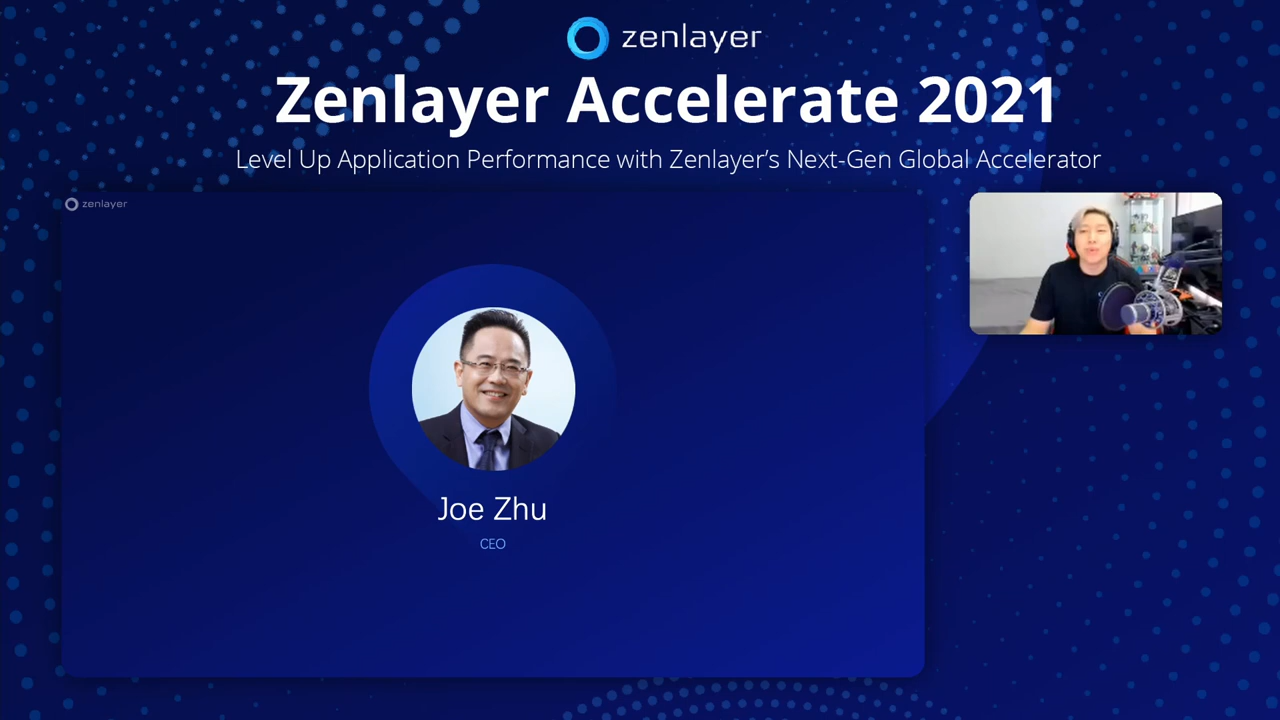 zenlayer
Zenlayer Accelerate 2021
Level Up Application Performance with Zenlayer’s Next-Gen Global Accelerator
zenlayer
Joe Zhu
CEO